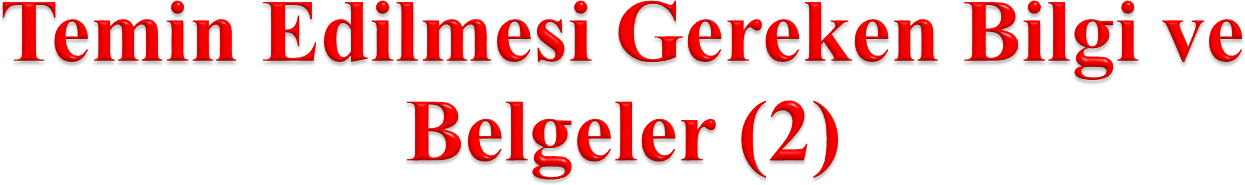 Temin Edilmesi Gereken Bilgi ve
Belgeler (2)